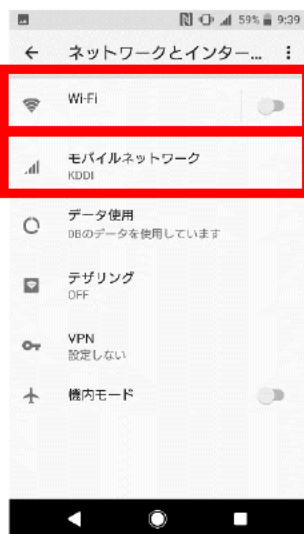 59% 9:39
ネットワークとインター...
Wi-Fi
モバイルネットワーク
KDDI
データ使用
0Bのデータを使用しています
テザリング
OFF
VPN
設定しない
機内モード